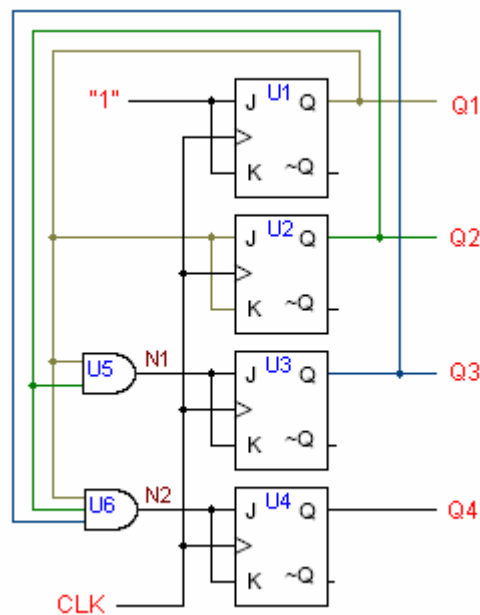 "1" J U1 Q Q1
K ~Q
J U2 Q Q2
K ~Q
U5 N1 J U3 Q Q3
K ~Q
U6 N2 J U4 Q Q4
K ~Q
CLK